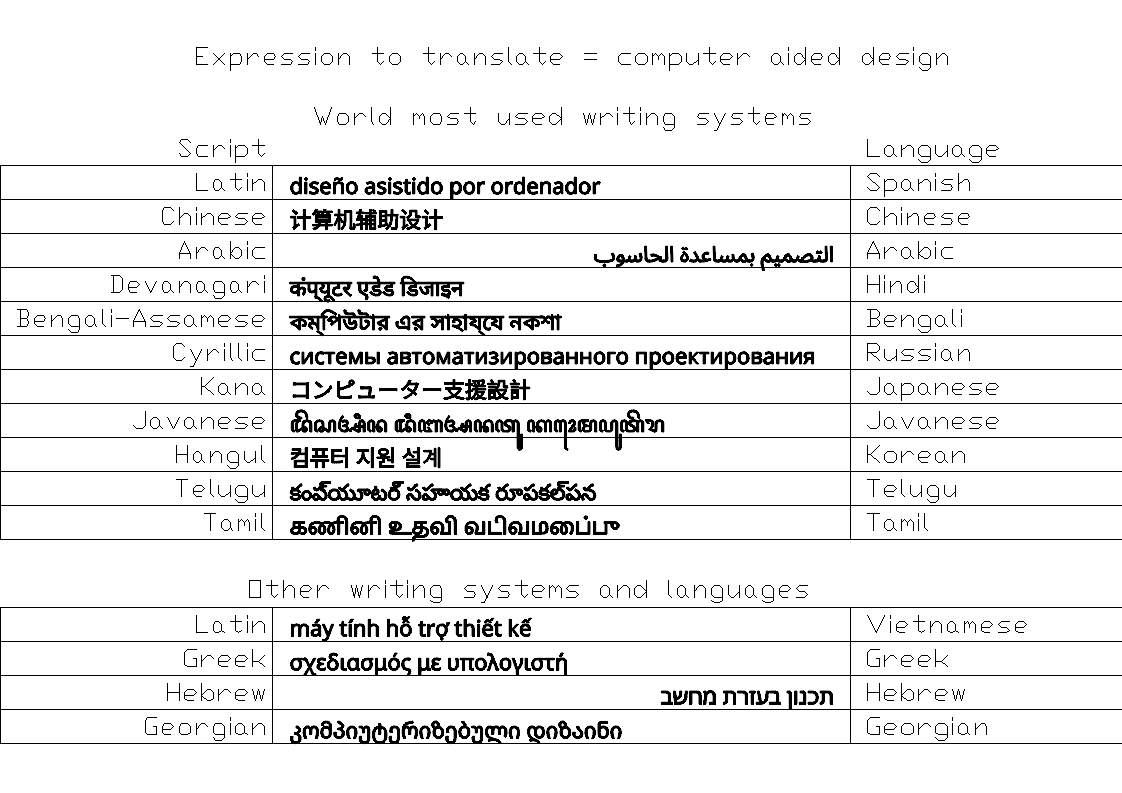 Expression to translate = computer aided design
World most used writing systems
Script Language
Latin diseño asistido por ordenador Spanish
Chinese 计算机辅助设计 Chinese
Arabic التصميم بمساعدة الحاسوب Arabic
Devanagari कंप्यूटर एडेड डिजाइन Hindi
Bengali-Assamese কম্পিউটার এর সাহায্যে নকশা Bengali
Cyrillic системы автоматизированного проектирования Russian
Kana コンピューター支援設計 Japanese
Javanese Javanese
Hangul 컴퓨터 지원 설계 Korean
Telugu కంప్యూటర్ సహాయక రూపకల్పన Telugu
Tamil கணினி உதவி வடிவமைப்பு Tamil
Other writing systems and languages
Latin máy tính hỗ trợ thiết kế Vietnamese
Greek σχεδιασμός με υπολογιστή Greek
Hebrew תכנון בעזרת מחשב Hebrew
Georgian კომპიუტერიზებული დიზაინი Georgian